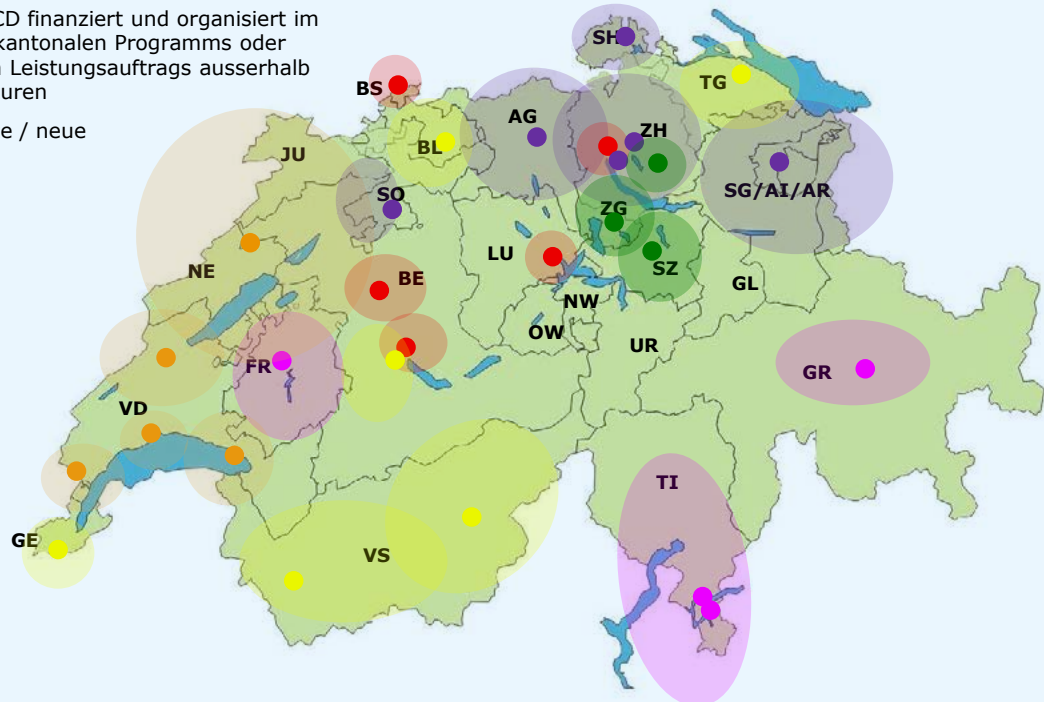 CD finanziert und organisiert im
kantonalen Programms oder
Leistungsauftrags ausserhalb
uren
e / neue
SH
BS
TG
AG
ZH
BL
JU
SO
SG/AI/AR
ZG
LU
SZ
NE
BE
GL
NW
OW
UR
FR
GR
VD
TI
GE
VS